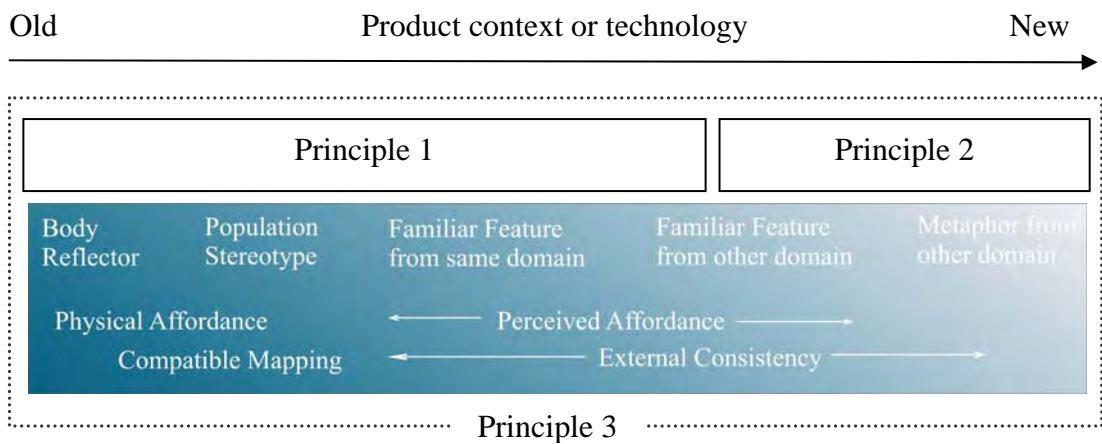 Old Product context or technology New
Principle 1 Principle 2
Body Population Familiar Feature Familiar Feature Metaphor from
Reflector Stereotype from same domain from other domain other domain
Physical Affordance Perceived Affordance
Compatible Mapping External Consistency
Principle 3